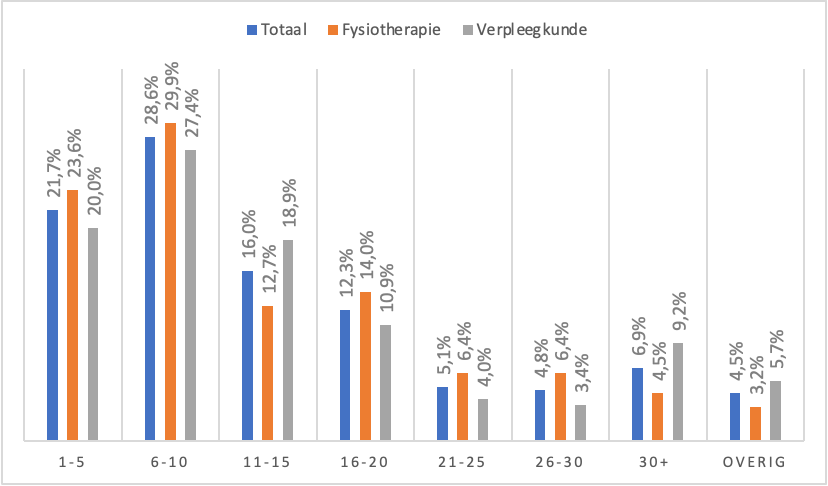 Totaal Fysiotherapie Verpleegkunde
21,7% 23,6% 20,0% 28,6% 29,9% 27,4% 16,0% 12,7% 18,9% 12,3% 14,0% 10,9% 5,1% 6,4% 4,0% 4,8% 6,4% 3,4% 6,9% 4,5% 9,2% 4,5% 3,2% 5,7%
1-5 6-10 11-15 16-20 21-25 26-30 30+ OVERIG